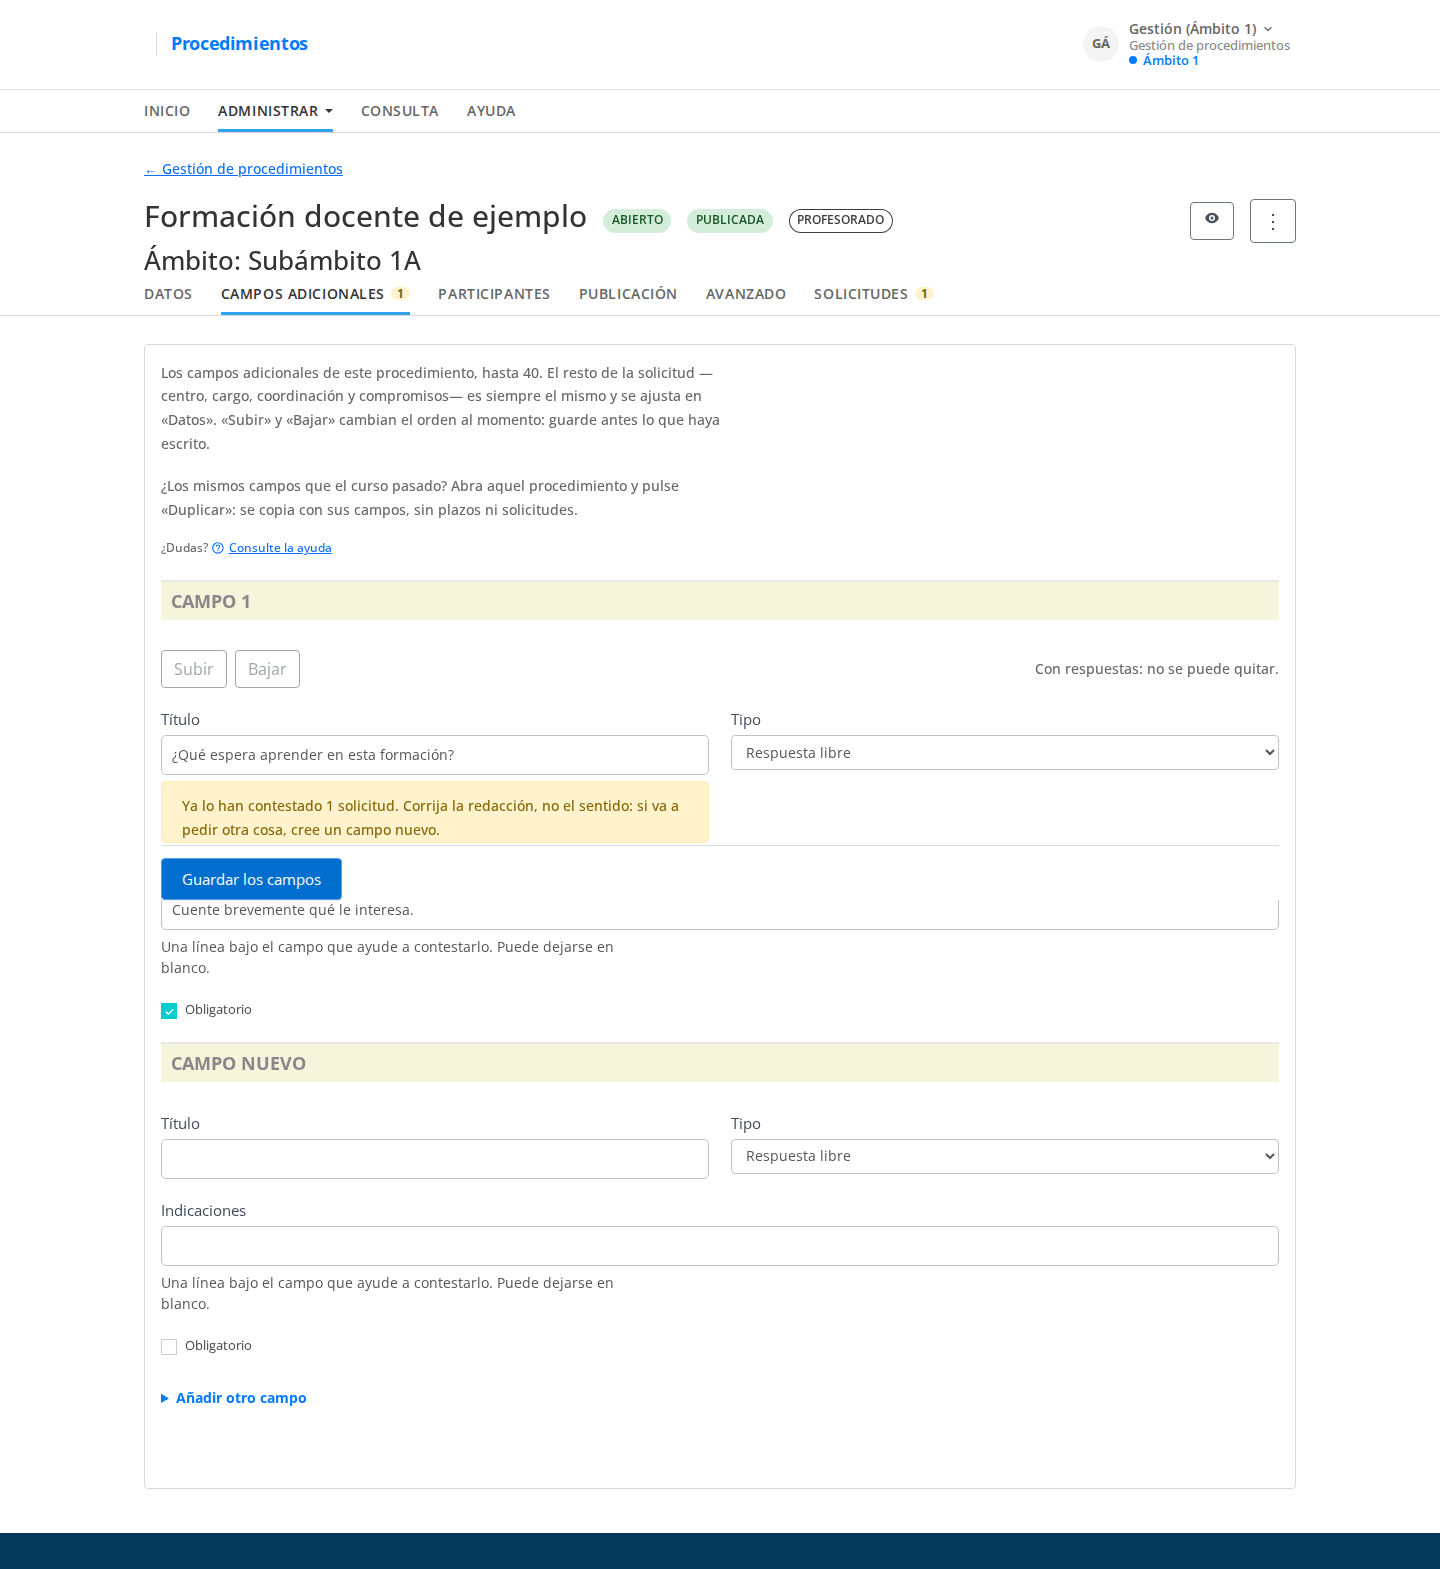 Procedimientos
GÁ
Gestión (Ámbito 1)
Gestión de procedimientos
Ámbito 1
INICIO
ADMINISTRAR
CONSULTA
AYUDA
← Gestión de procedimientos
Formación docente de ejemplo
ABIERTO
PUBLICADA
PROFESORADO
Ámbito: Subámbito 1A
DATOS
CAMPOS ADICIONALES 1
PARTICIPANTES
PUBLICACIÓN
AVANZADO
SOLICITUDES 1
Los campos adicionales de este procedimiento, hasta 40. El resto de la solicitud —
centro, cargo, coordinación y compromisos— es siempre el mismo y se ajusta en
«Datos». «Subir» y «Bajar» cambian el orden al momento: guarde antes lo que haya
escrito.
¿Los mismos campos que el curso pasado? Abra aquel procedimiento y pulse
«Duplicar»: se copia con sus campos, sin plazos ni solicitudes.
¿Dudas? Consulte la ayuda
CAMPO 1
Subir
Bajar
Con respuestas: no se puede quitar.
Título
Tipo
¿Qué espera aprender en esta formación?
Respuesta libre
Ya lo han contestado 1 solicitud. Corrija la redacción, no el sentido: si va a
pedir otra cosa, cree un campo nuevo.
Guardar los campos
Cuente brevemente qué le interesa.
Una línea bajo el campo que ayude a contestarlo. Puede dejarse en
blanco.
Obligatorio
CAMPO NUEVO
Título
Tipo
Respuesta libre
Indicaciones
Una línea bajo el campo que ayude a contestarlo. Puede dejarse en
blanco.
Obligatorio
Añadir otro campo